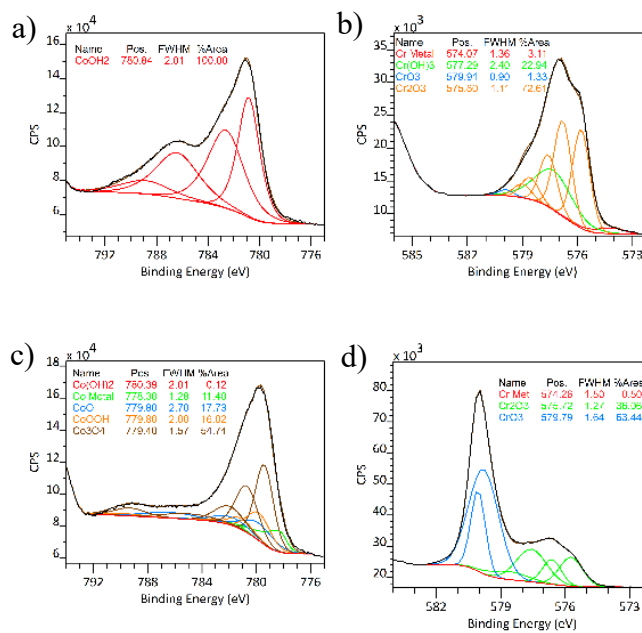 a)
x 10^4
Name Pos. FWHM %Area
CoOH2 780.84 2.01 100.00
16
14
12
10
8
6
CPS
792 788 784 780 776
Binding Energy (eV)
b)
x 10^3
Name Pos. FWHM %Area
Cr Metal 574.07 1.36 3.11
Cr(OH)3 577.29 2.40 22.94
CrO3 579.91 0.90 1.33
Cr2O3 575.80 1.11 72.61
35
30
25
20
15
10
CPS
585 582 579 576 573
Binding Energy (eV)
c)
x 10^4
Name Pos. FWHM %Area
Co(OH)2 780.39 2.01 0.12
Co Metal 778.30 1.28 11.40
CoO 779.80 2.70 17.73
CoOOH 779.80 2.00 16.02
Co3O4 779.40 1.57 54.74
16
14
12
10
8
6
CPS
792 788 784 780 776
Binding Energy (eV)
d)
x 10^3
Name Pos. FWHM %Area
Cr Met 574.26 1.50 0.50
Cr2O3 575.72 1.27 36.06
CrO3 579.79 1.64 63.44
80
70
60
50
40
30
20
CPS
582 579 576 573
Binding Energy (eV)